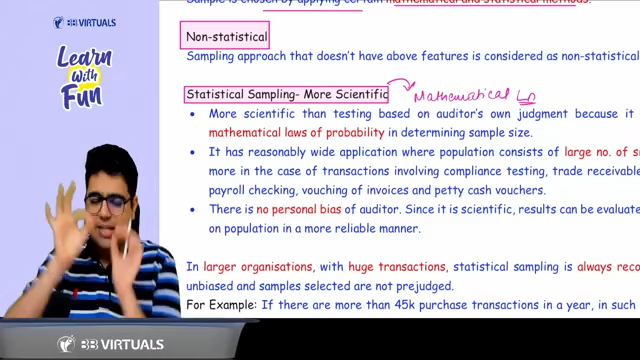 BB VIRTUALS
Learn
With
Fun
Sample is chosen by applying certain mathematical and statistical methods.
Non-statistical
Sampling approach that doesn't have above features is considered as non-statistical
Statistical Sampling- More Scientific
Mathematical
• More scientific than testing based on auditor's own judgment because it
mathematical laws of probability in determining sample size.
• It has reasonably wide application where population consists of large no. of
more in the case of transactions involving compliance testing, trade receivable
payroll checking, vouching of invoices and petty cash vouchers.
• There is no personal bias of auditor. Since it is scientific, results can be evaluate
on population in a more reliable manner.
In larger organisations, with huge transactions, statistical sampling is always reco
unbiased and samples selected are not prejudged.
For Example: If there are more than 45k purchase transactions in a year, in such
BB VIRTUALS